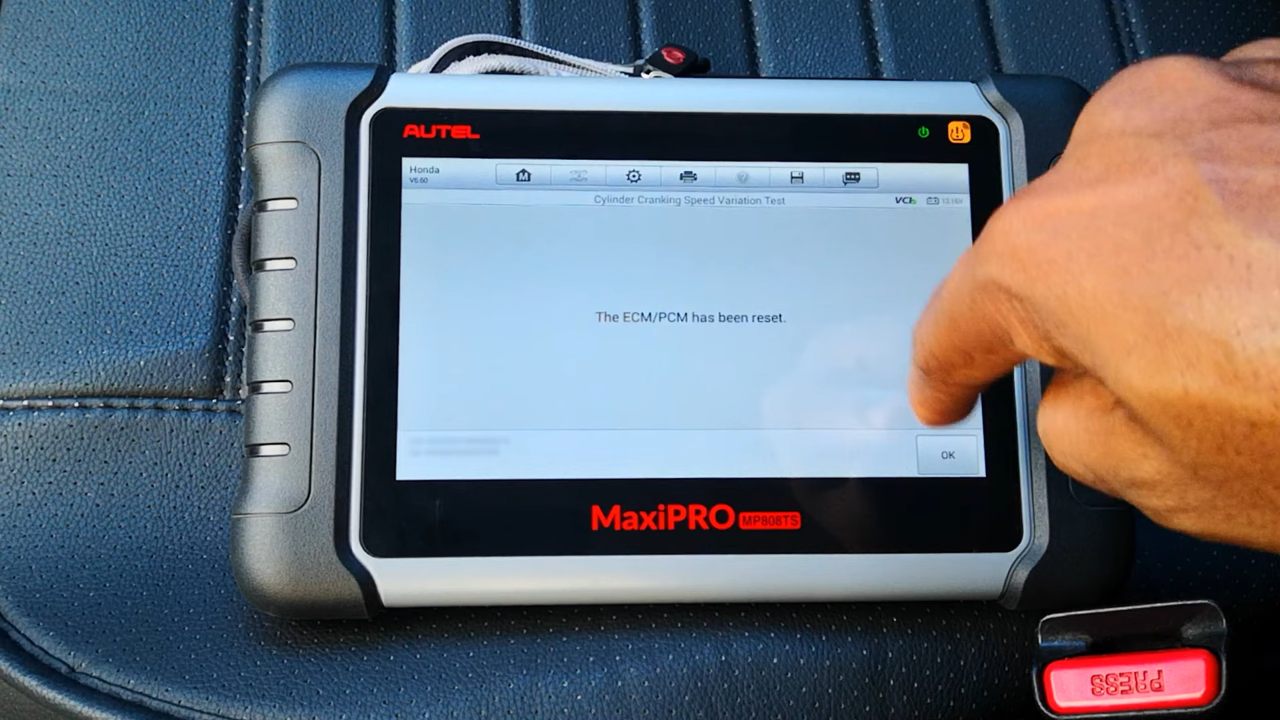 AUTEL
Honda
V6.50
Cylinder Cranking Speed Variation Test
VCI
The ECM/PCM has been reset.
OK
MaxiPRO MP808TS
PRESS